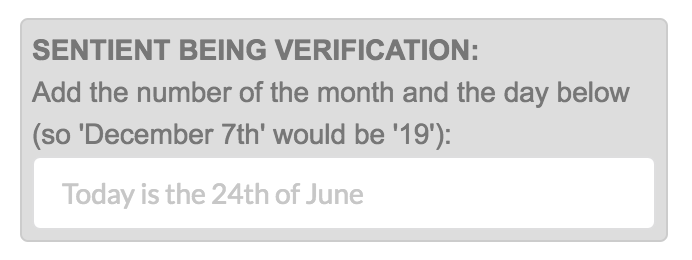 SENTIENT BEING VERIFICATION:
Add the number of the month and the day below
(so 'December 7th' would be '19'):
Today is the 24th of June